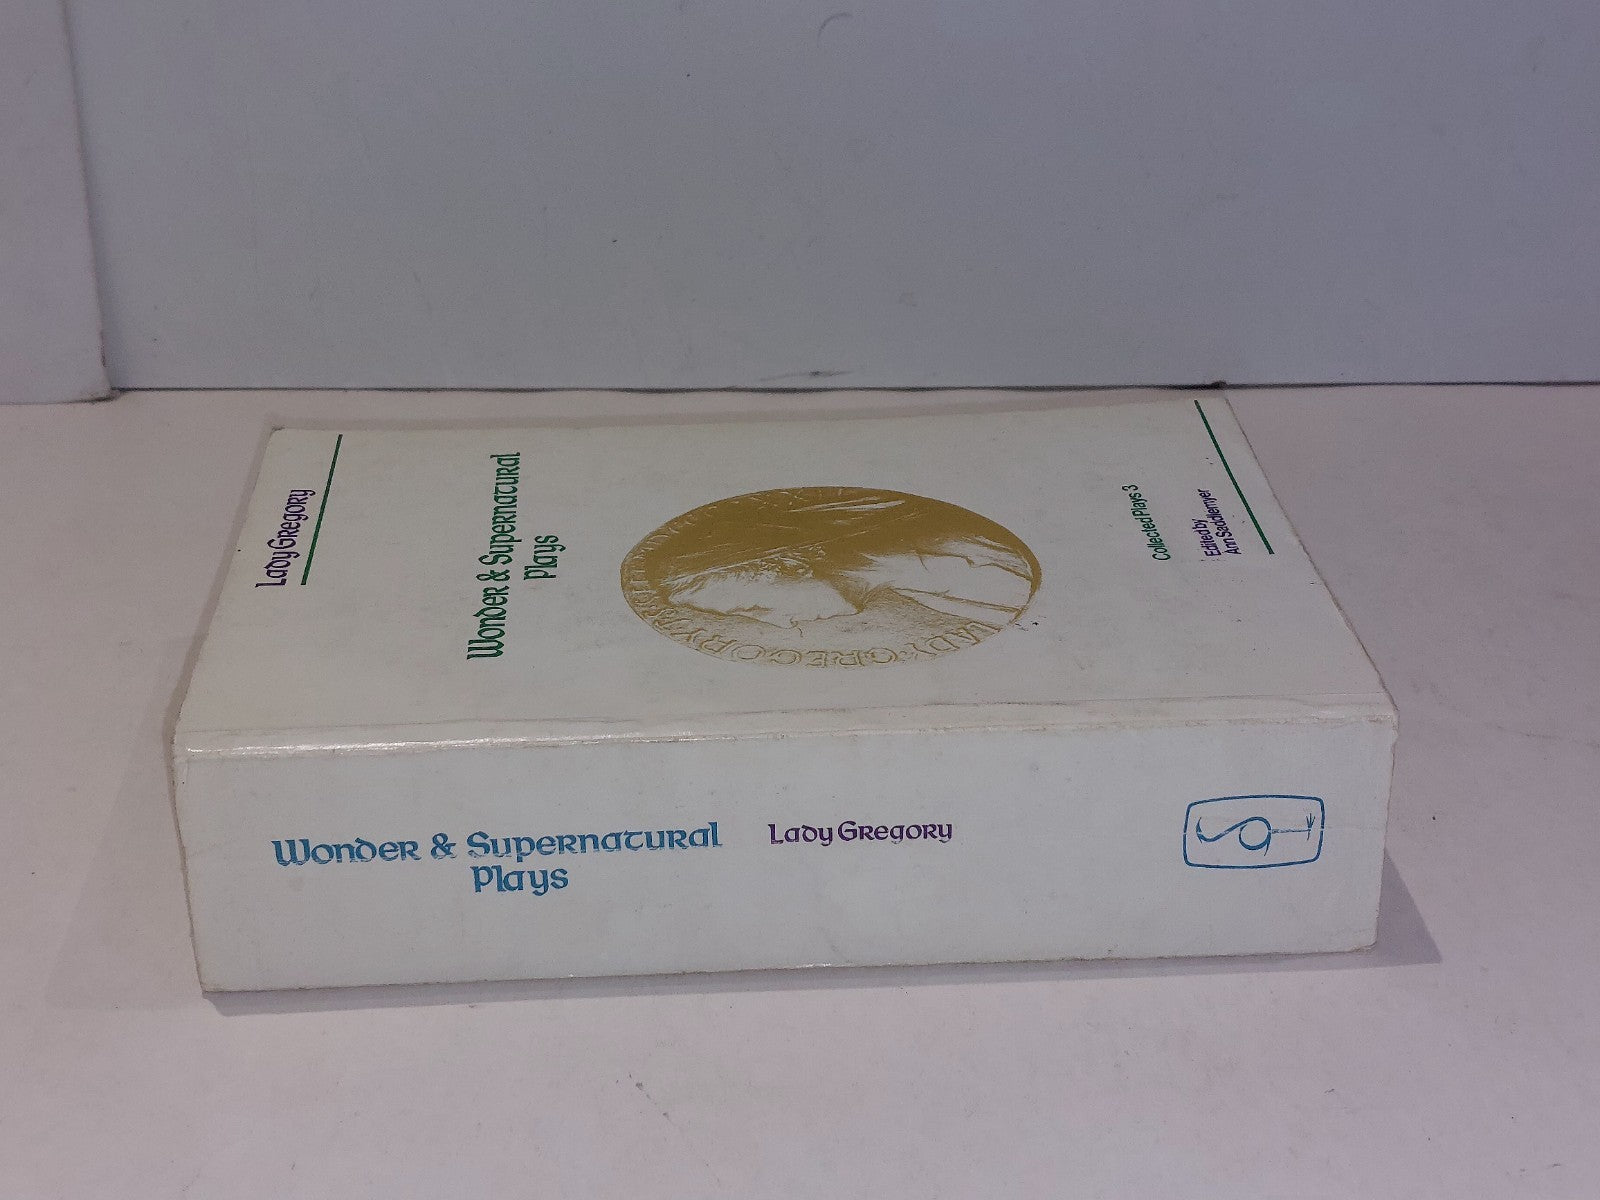 Lady Gregory
Wonder & Supernatural
Plays
LADY GREGORY
Collected Plays 3
Edited by
Ann Saddlemyer
Wonder & Supernatural
Plays
Lady Gregory